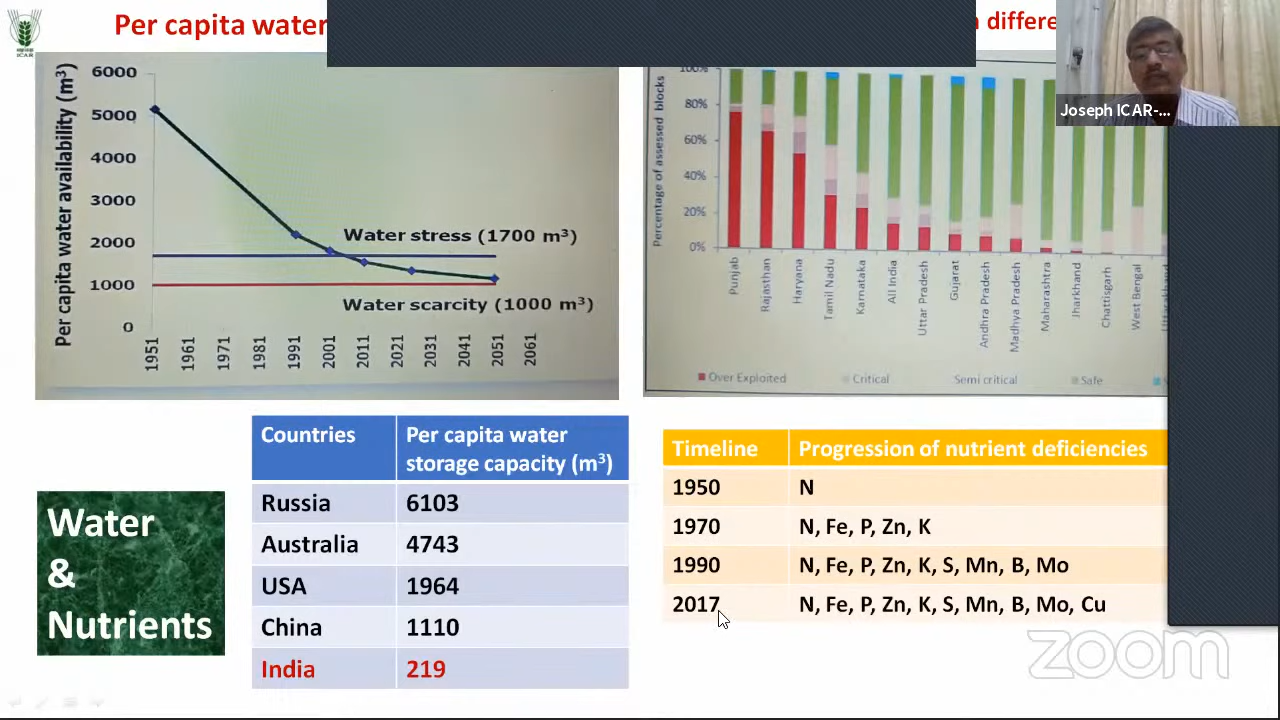 Per capita water
differe
ICAR
Joseph ICAR-...
Per capita water availability (m³)
6000
5000
4000
3000
2000
1000
0
Water stress (1700 m³)
Water scarcity (1000 m³)
1951
1961
1971
1981
1991
2001
2011
2021
2031
2041
2051
2061
Percentage of assessed blocks
100%
80%
60%
40%
20%
0%
Punjab
Rajasthan
Haryana
Tamil Nadu
Karnataka
All India
Uttar Pradesh
Gujarat
Andhra Pradesh
Madhya Pradesh
Maharashtra
Jharkhand
Chattisgarh
West Bengal
Over Exploited
Critical
Semi critical
Safe
Water
&
Nutrients
Countries Per capita water storage capacity (m³)
Russia 6103
Australia 4743
USA 1964
China 1110
India 219
Timeline Progression of nutrient deficiencies
1950 N
1970 N, Fe, P, Zn, K
1990 N, Fe, P, Zn, K, S, Mn, B, Mo
2017 N, Fe, P, Zn, K, S, Mn, B, Mo, Cu
zoom